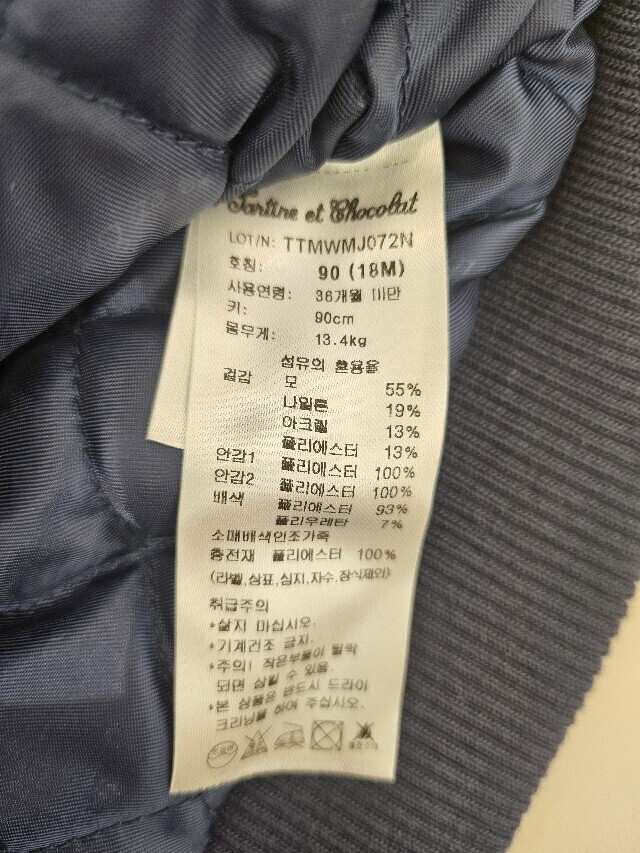 Tartine et Chocolat
LOT/N: TTMWMJ072N
호칭: 90 (18M)
사용연령: 36개월 미만
키: 90cm
몸무게: 13.4kg
섬유의 혼용율
겉감 모 55%
나일론 19%
아크릴 13%
폴리에스터 13%
안감1 폴리에스터 100%
안감2 폴리에스터 100%
배색 폴리에스터 93%
폴리우레탄 7%
소매배색인조가죽
충전재 폴리에스터 100%
(라벨,상표,심지,자수,장식제외)
취급주의
*삶지 마십시오.
*기계건조 금지.
*주의! 작은부품이 탈락
되면 삼킬 수 있음.
*본 상품은 반드시 드라이
크리닝을 하여 주십시오.